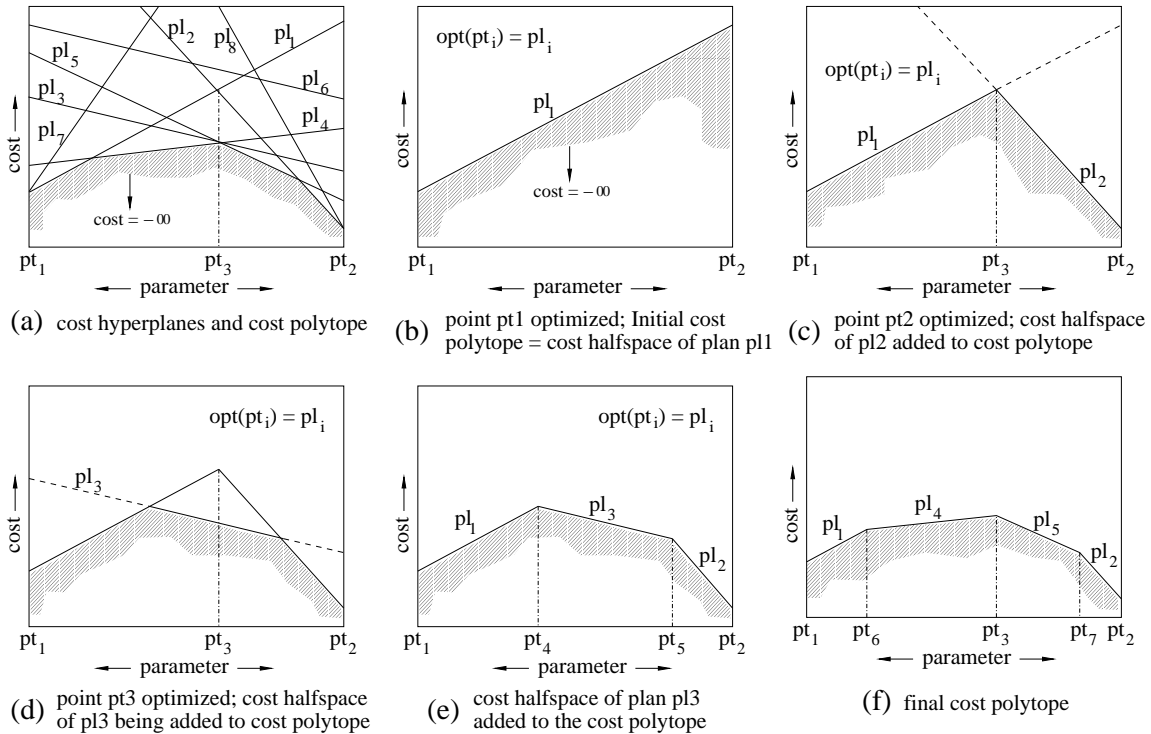 pl2
pl8
pl1
pl5
pl6
pl3
pl4
pl7
cost
cost = −00
pt1
pt3
pt2
parameter
(a) cost hyperplanes and cost polytope
opt(pti) = pli
pl1
cost
cost = −00
pt1
pt2
parameter
(b) point pt1 optimized; Initial cost
polytope = cost halfspace of plan pl1
opt(pti) = pli
pl1
pl2
cost
pt1
pt3
pt2
parameter
(c) point pt2 optimized; cost halfspace
of pl2 added to cost polytope
opt(pti) = pli
pl3
cost
pt1
pt3
pt2
parameter
(d) point pt3 optimized; cost halfspace
of pl3 being added to cost polytope
opt(pti) = pli
pl1
pl3
pl2
cost
pt1
pt4
pt5
pt2
parameter
(e) cost halfspace of plan pl3
added to the cost polytope
pl1
pl4
pl5
pl2
cost
pt1
pt6
pt3
pt7
pt2
parameter
(f) final cost polytope